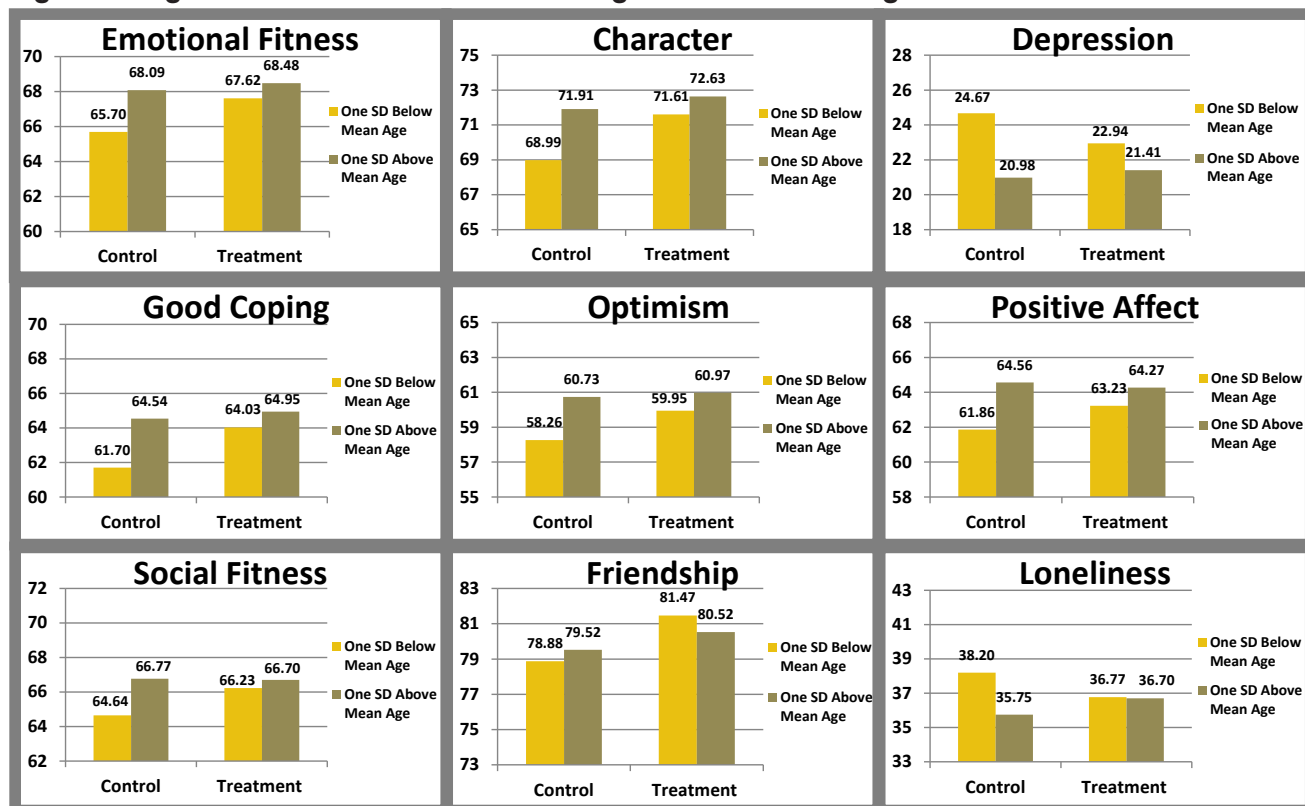 Emotional Fitness
70
68
66
64
62
60
65.70
68.09
67.62
68.48
Control
Treatment
One SD Below
Mean Age
One SD Above
Mean Age
Character
75
73
71
69
67
65
68.99
71.91
71.61
72.63
Control
Treatment
One SD Below
Mean Age
One SD Above
Mean Age
Depression
28
26
24
22
20
18
24.67
20.98
22.94
21.41
Control
Treatment
One SD Below
Mean Age
One SD Above
Mean Age
Good Coping
70
68
66
64
62
60
61.70
64.54
64.03
64.95
Control
Treatment
One SD Below
Mean Age
One SD Above
Mean Age
Optimism
65
63
61
59
57
55
58.26
60.73
59.95
60.97
Control
Treatment
One SD Below
Mean Age
One SD Above
Mean Age
Positive Affect
68
66
64
62
60
58
61.86
64.56
63.23
64.27
Control
Treatment
One SD Below
Mean Age
One SD Above
Mean Age
Social Fitness
72
70
68
66
64
62
64.64
66.77
66.23
66.70
Control
Treatment
One SD Below
Mean Age
One SD Above
Mean Age
Friendship
83
81
79
77
75
73
78.88
79.52
81.47
80.52
Control
Treatment
One SD Below
Mean Age
One SD Above
Mean Age
Loneliness
43
41
39
37
35
33
38.20
35.75
36.77
36.70
Control
Treatment
One SD Below
Mean Age
One SD Above
Mean Age